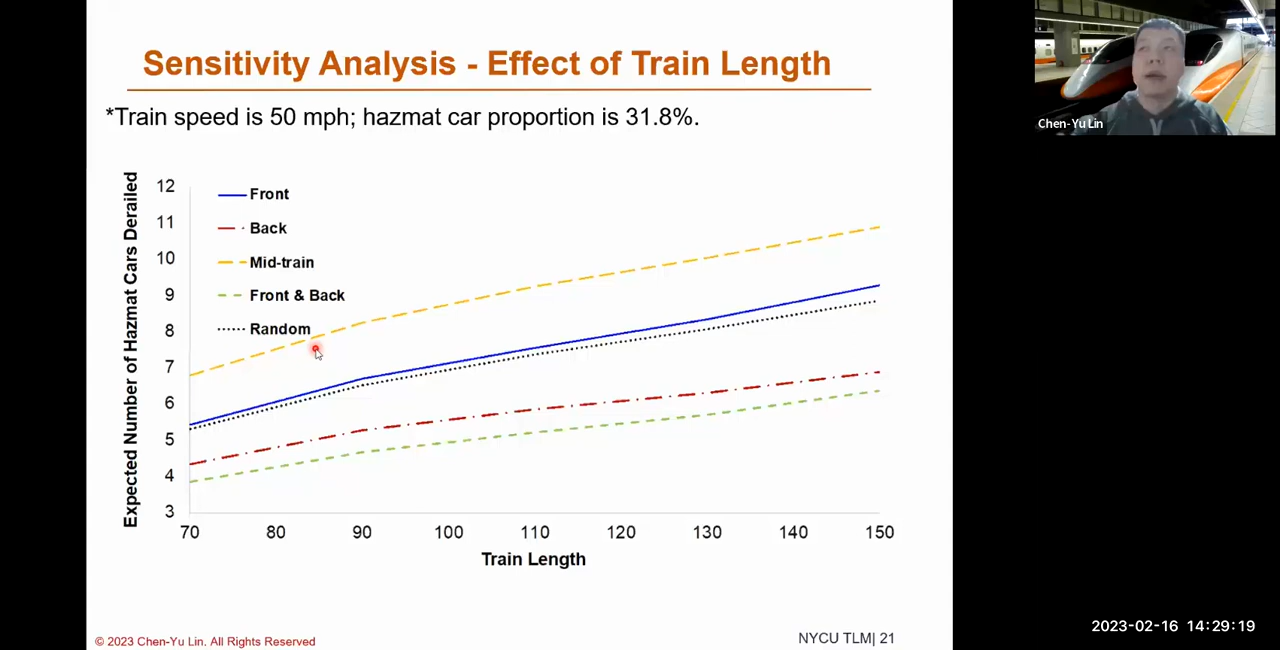 Sensitivity Analysis - Effect of Train Length
*Train speed is 50 mph; hazmat car proportion is 31.8%.
Expected Number of Hazmat Cars Derailed
12
11
10
9
8
7
6
5
4
3
Front
Back
Mid-train
Front & Back
Random
70 80 90 100 110 120 130 140 150
Train Length
© 2023 Chen-Yu Lin. All Rights Reserved
NYCU TLM| 21
Chen-Yu Lin
2023-02-16 14:29:19